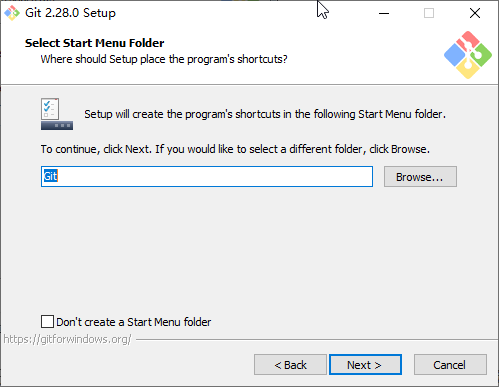 Git 2.28.0 Setup
Select Start Menu Folder
Where should Setup place the program's shortcuts?
Setup will create the program's shortcuts in the following Start Menu folder.
To continue, click Next. If you would like to select a different folder, click Browse.
Git
Browse...
Don't create a Start Menu folder
https://gitforwindows.org/
< Back
Next >
Cancel